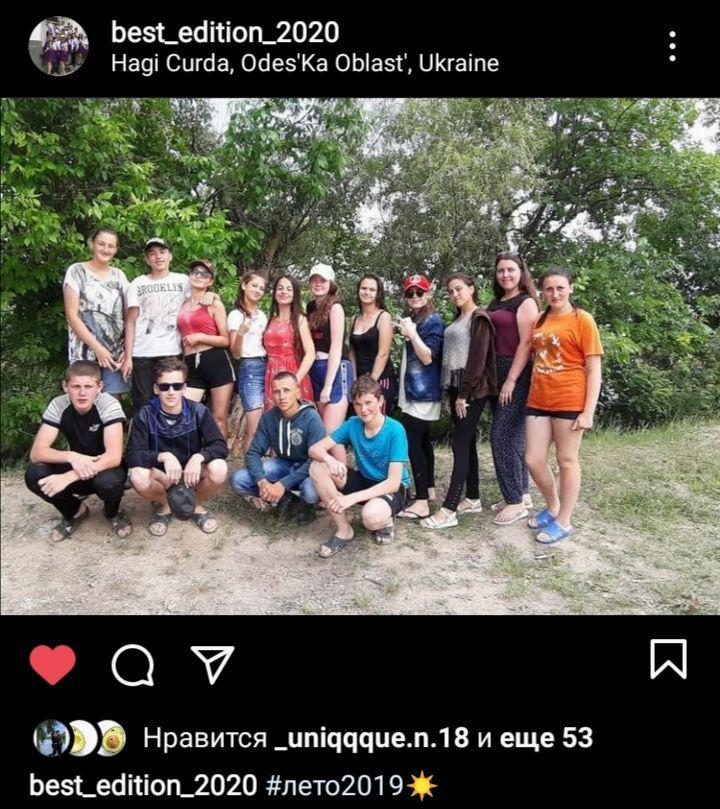 best_edition_2020
Hagi Curda, Odes'Ka Oblast', Ukraine
BROOKLYN
Нравится _uniqqque.n.18 и еще 53
best_edition_2020 #лето2019☀️